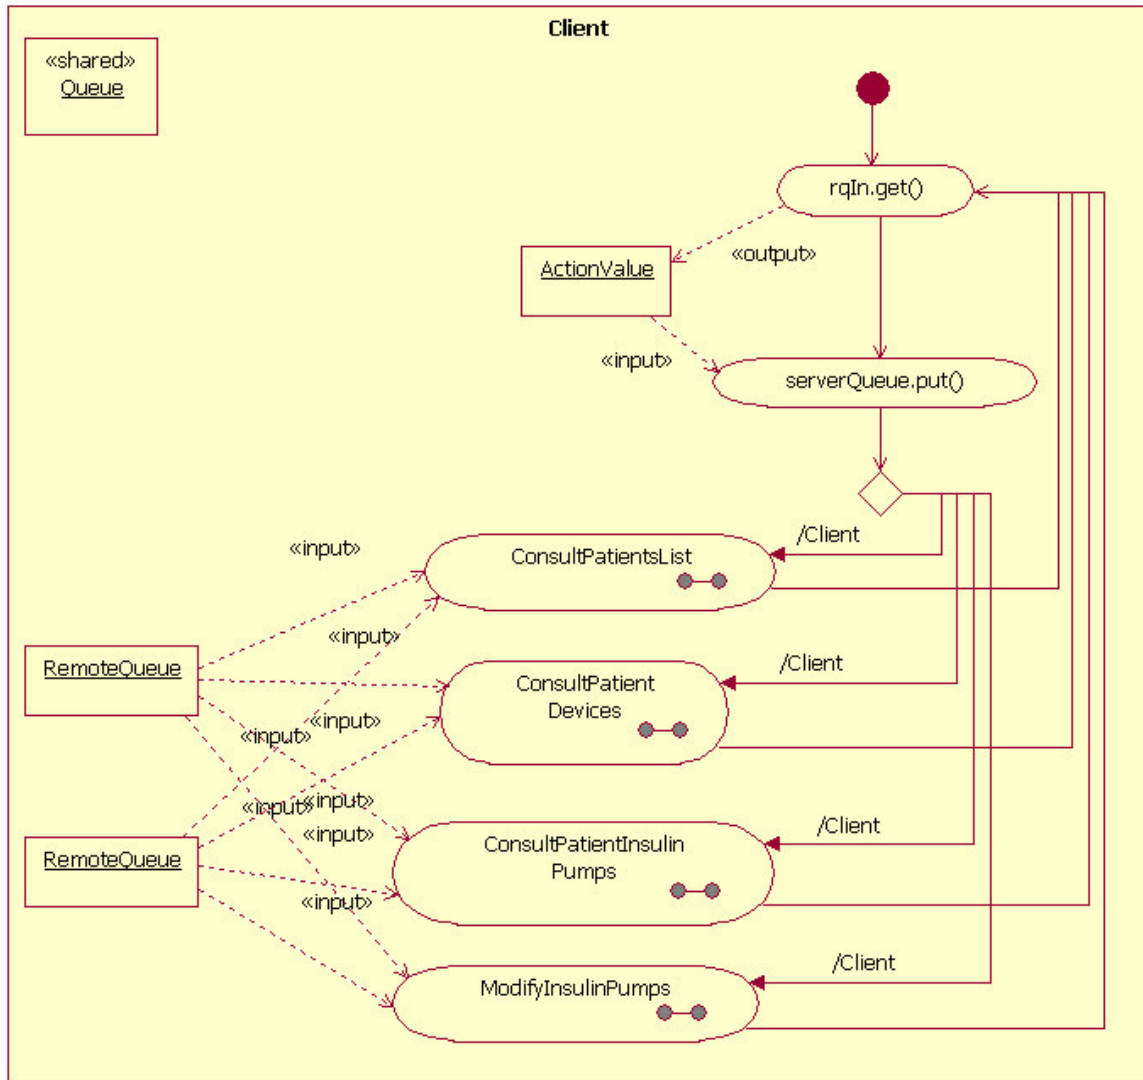 Client
«shared»
Queue
rqIn.get()
«output»
ActionValue
«input»
serverQueue.put()
/Client
«input»
ConsultPatientsList
«input»
RemoteQueue
/Client
ConsultPatient
Devices
«input»
«input»
«input»
«input»
RemoteQueue
«input»
/Client
ConsultPatientInsulin
Pumps
«input»
/Client
ModifyInsulinPumps